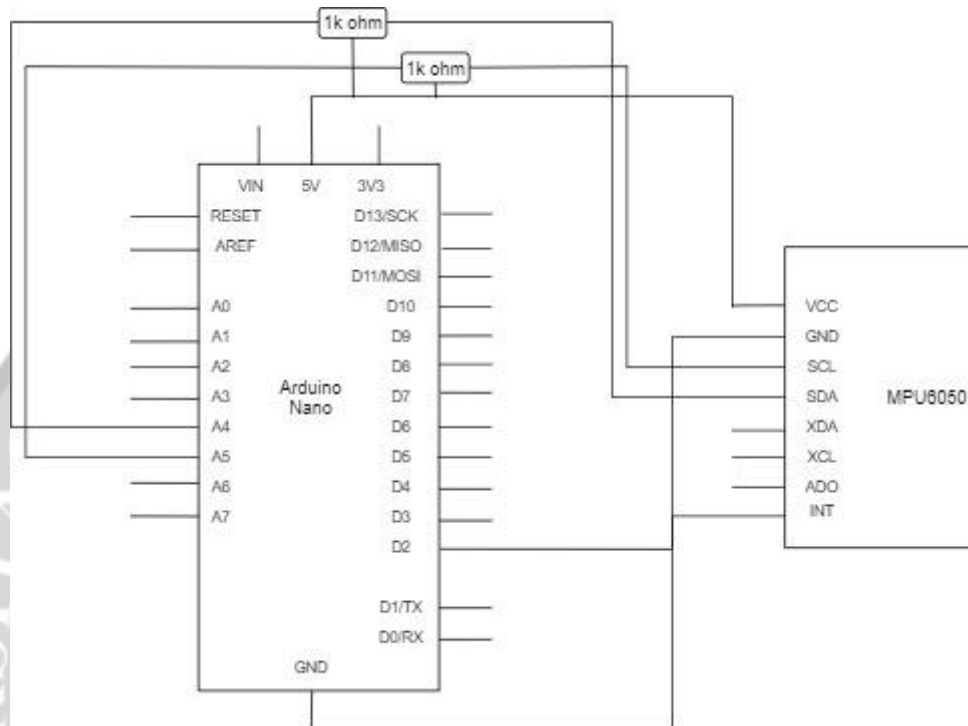 1k ohm
1k ohm
VIN 5V 3V3
RESET D13/SCK
AREF D12/MISO
D11/MOSI
A0 D10
A1 D9
A2 D8
A3 D7
A4 D6
A5 D5
A6 D4
A7 D3
D2
Arduino
Nano
D1/TX
D0/RX
GND
VCC
GND
SCL
SDA
MPU6050
XDA
XCL
ADO
INT